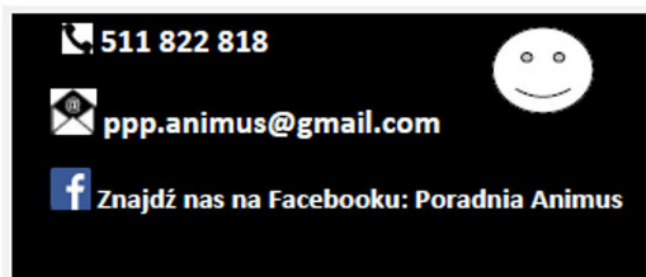 511 822 818
ppp.animus@gmail.com
Znajdź nas na Facebooku: Poradnia Animus